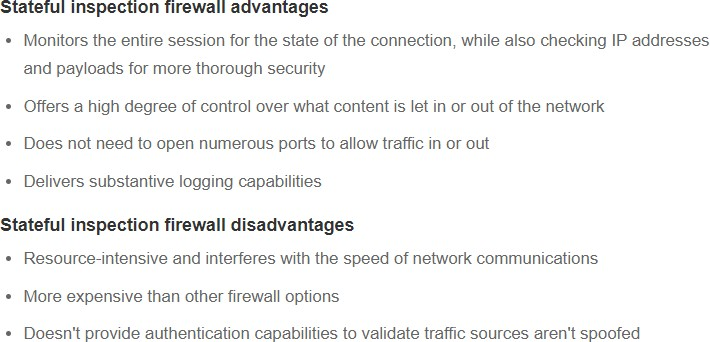 Stateful inspection firewall advantages
• Monitors the entire session for the state of the connection, while also checking IP addresses
and payloads for more thorough security
• Offers a high degree of control over what content is let in or out of the network
• Does not need to open numerous ports to allow traffic in or out
• Delivers substantive logging capabilities
Stateful inspection firewall disadvantages
• Resource-intensive and interferes with the speed of network communications
• More expensive than other firewall options
• Doesn't provide authentication capabilities to validate traffic sources aren't spoofed